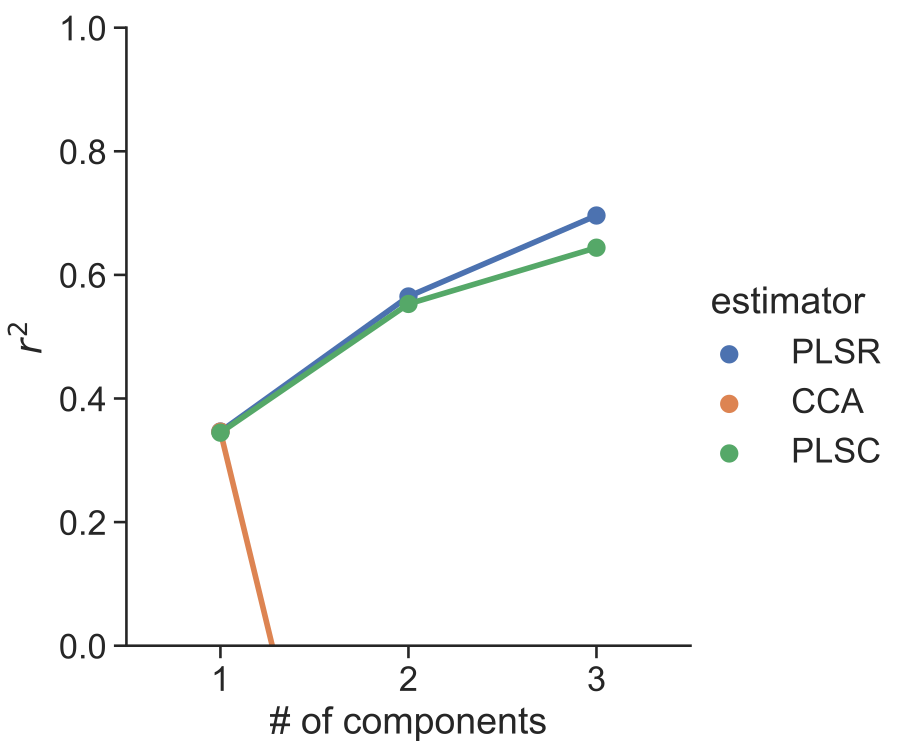 1.0
0.8
0.6
0.4
0.2
0.0
r²
1 2 3
# of components
estimator
PLSR
CCA
PLSC